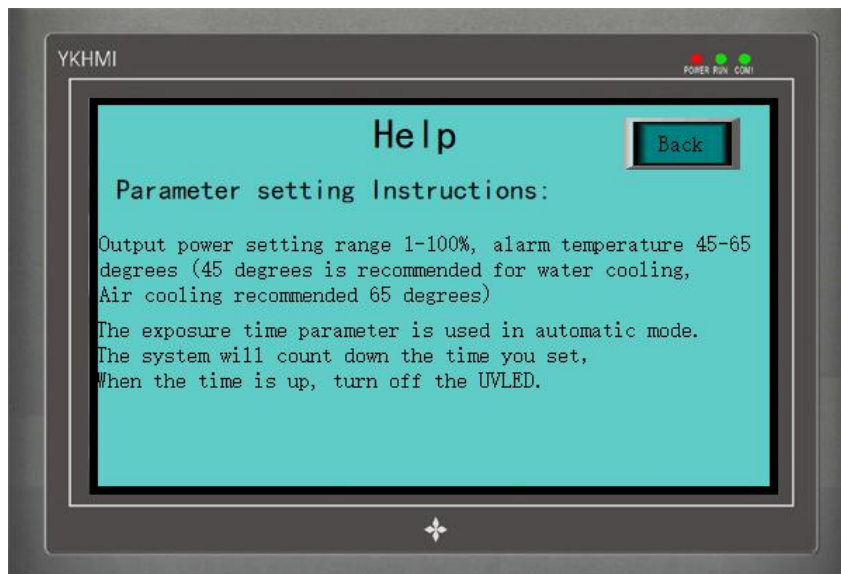 YKHMI
POWER RUN COM1
Help
Back
Parameter setting Instructions:
Output power setting range 1-100%, alarm temperature 45-65
degrees (45 degrees is recommended for water cooling,
Air cooling recommended 65 degrees)
The exposure time parameter is used in automatic mode.
The system will count down the time you set,
When the time is up, turn off the UVLED.